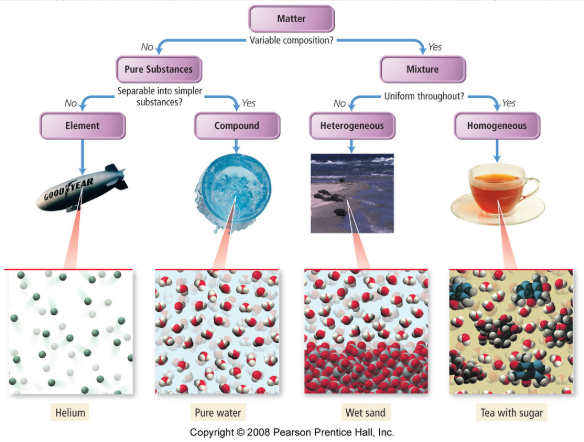 Matter
Variable composition?
No
Yes
Pure Substances
Mixture
Separable into simpler
substances?
No
Yes
Uniform throughout?
No
Yes
Element
Compound
Heterogeneous
Homogeneous
GOODYEAR
Helium
Pure water
Wet sand
Tea with sugar
Copyright © 2008 Pearson Prentice Hall, Inc.